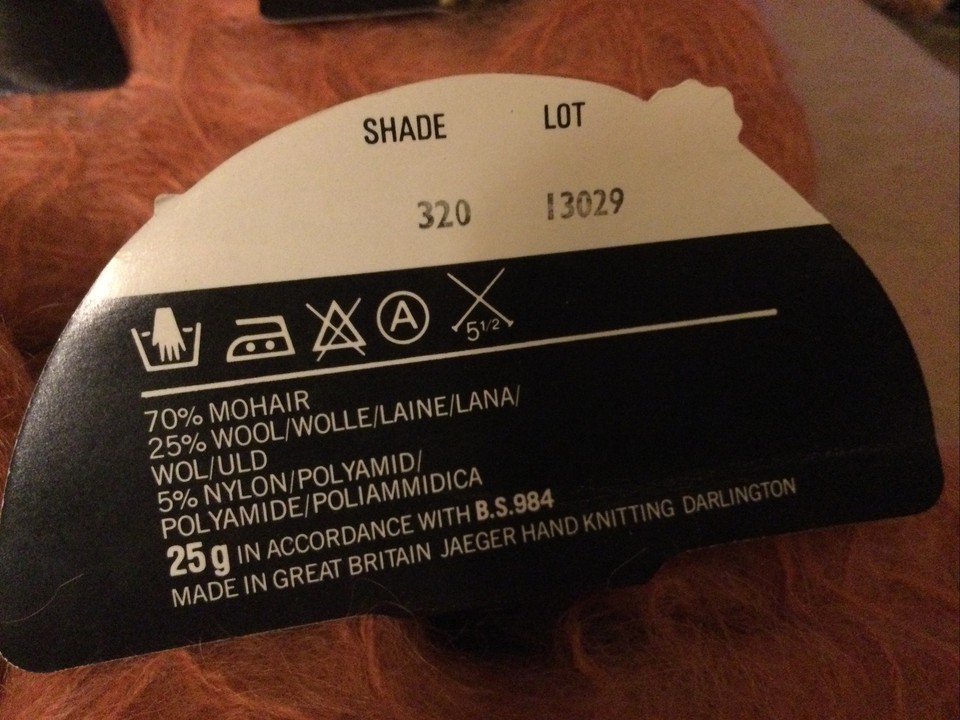 SHADE LOT
320 13029
A
5 1/2
70% MOHAIR
25% WOOL/WOLLE/LAINE/LANA/
WOL/ULD
5% NYLON/POLYAMID/
POLYAMIDE/POLIAMMIDICA
25g IN ACCORDANCE WITH B.S.984
MADE IN GREAT BRITAIN JAEGER HAND KNITTING DARLINGTON